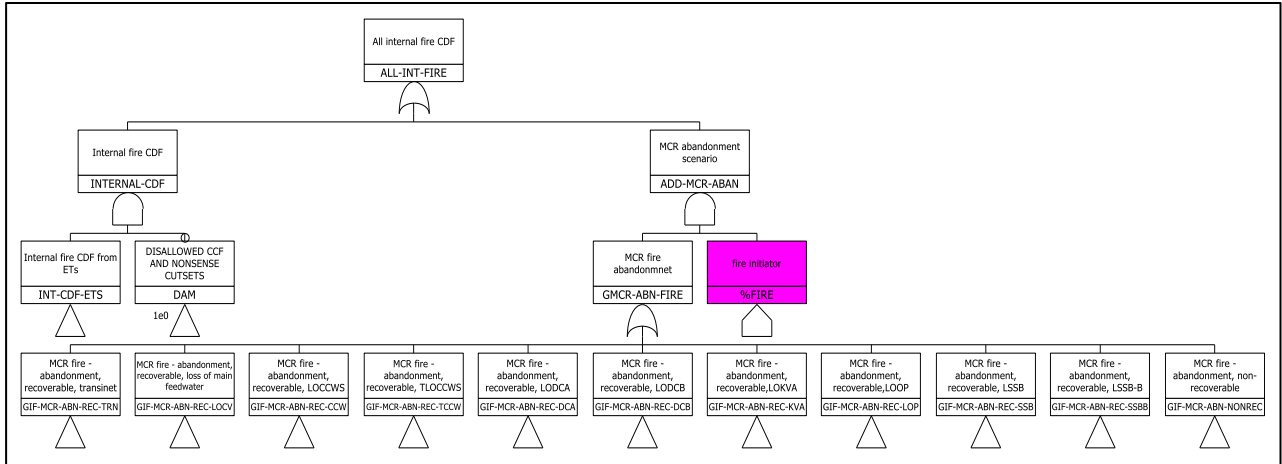 All internal fire CDF
ALL-INT-FIRE
Internal fire CDF
INTERNAL-CDF
MCR abandonment
scenario
ADD-MCR-ABAN
Internal fire CDF from
ETs
INT-CDF-ETS
DISALLOWED CCF
AND NONSENSE
CUTSETS
DAM
1e0
MCR fire
abandonmnet
GMCR-ABN-FIRE
fire initiator
%FIRE
MCR fire -
abandonment,
recoverable, transinet
GIF-MCR-ABN-REC-TRN
MCR fire - abandonment,
recoverable, loss of main
feedwater
GIF-MCR-ABN-REC-LOCV
MCR fire -
abandonment,
recoverable, LOCCWS
GIF-MCR-ABN-REC-CCW
MCR fire -
abandonment,
recoverable, TLOCCWS
GIF-MCR-ABN-REC-TCCW
MCR fire -
abandonment,
recoverable, LODCA
GIF-MCR-ABN-REC-DCA
MCR fire -
abandonment,
recoverable, LODCB
GIF-MCR-ABN-REC-DCB
MCR fire -
abandonment,
recoverable,LOKVA
GIF-MCR-ABN-REC-KVA
MCR fire -
abandonment,
recoverable,LOOP
GIF-MCR-ABN-REC-LOP
MCR fire -
abandonment,
recoverable, LSSB
GIF-MCR-ABN-REC-SSB
MCR fire -
abandonment,
recoverable, LSSB-B
GIF-MCR-ABN-REC-SSBB
MCR fire -
abandonment, non-
recoverable
GIF-MCR-ABN-NONREC